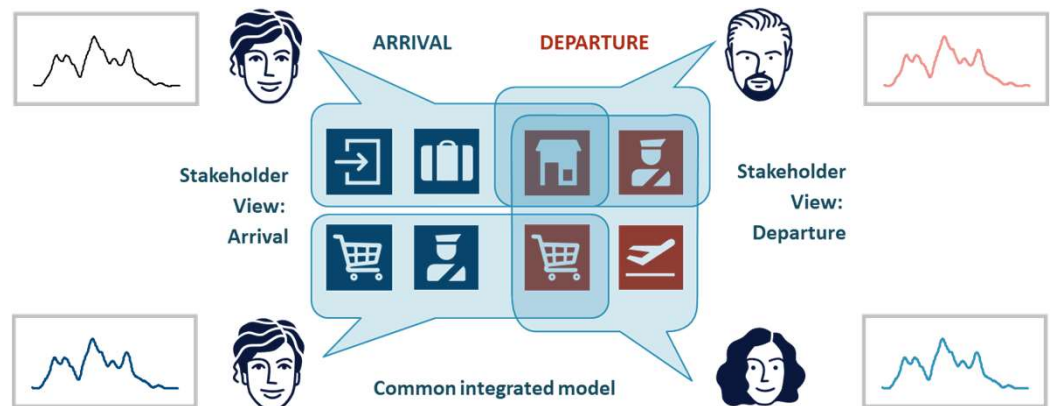 ARRIVAL
DEPARTURE
Stakeholder
View:
Arrival
Stakeholder
View:
Departure
Common integrated model